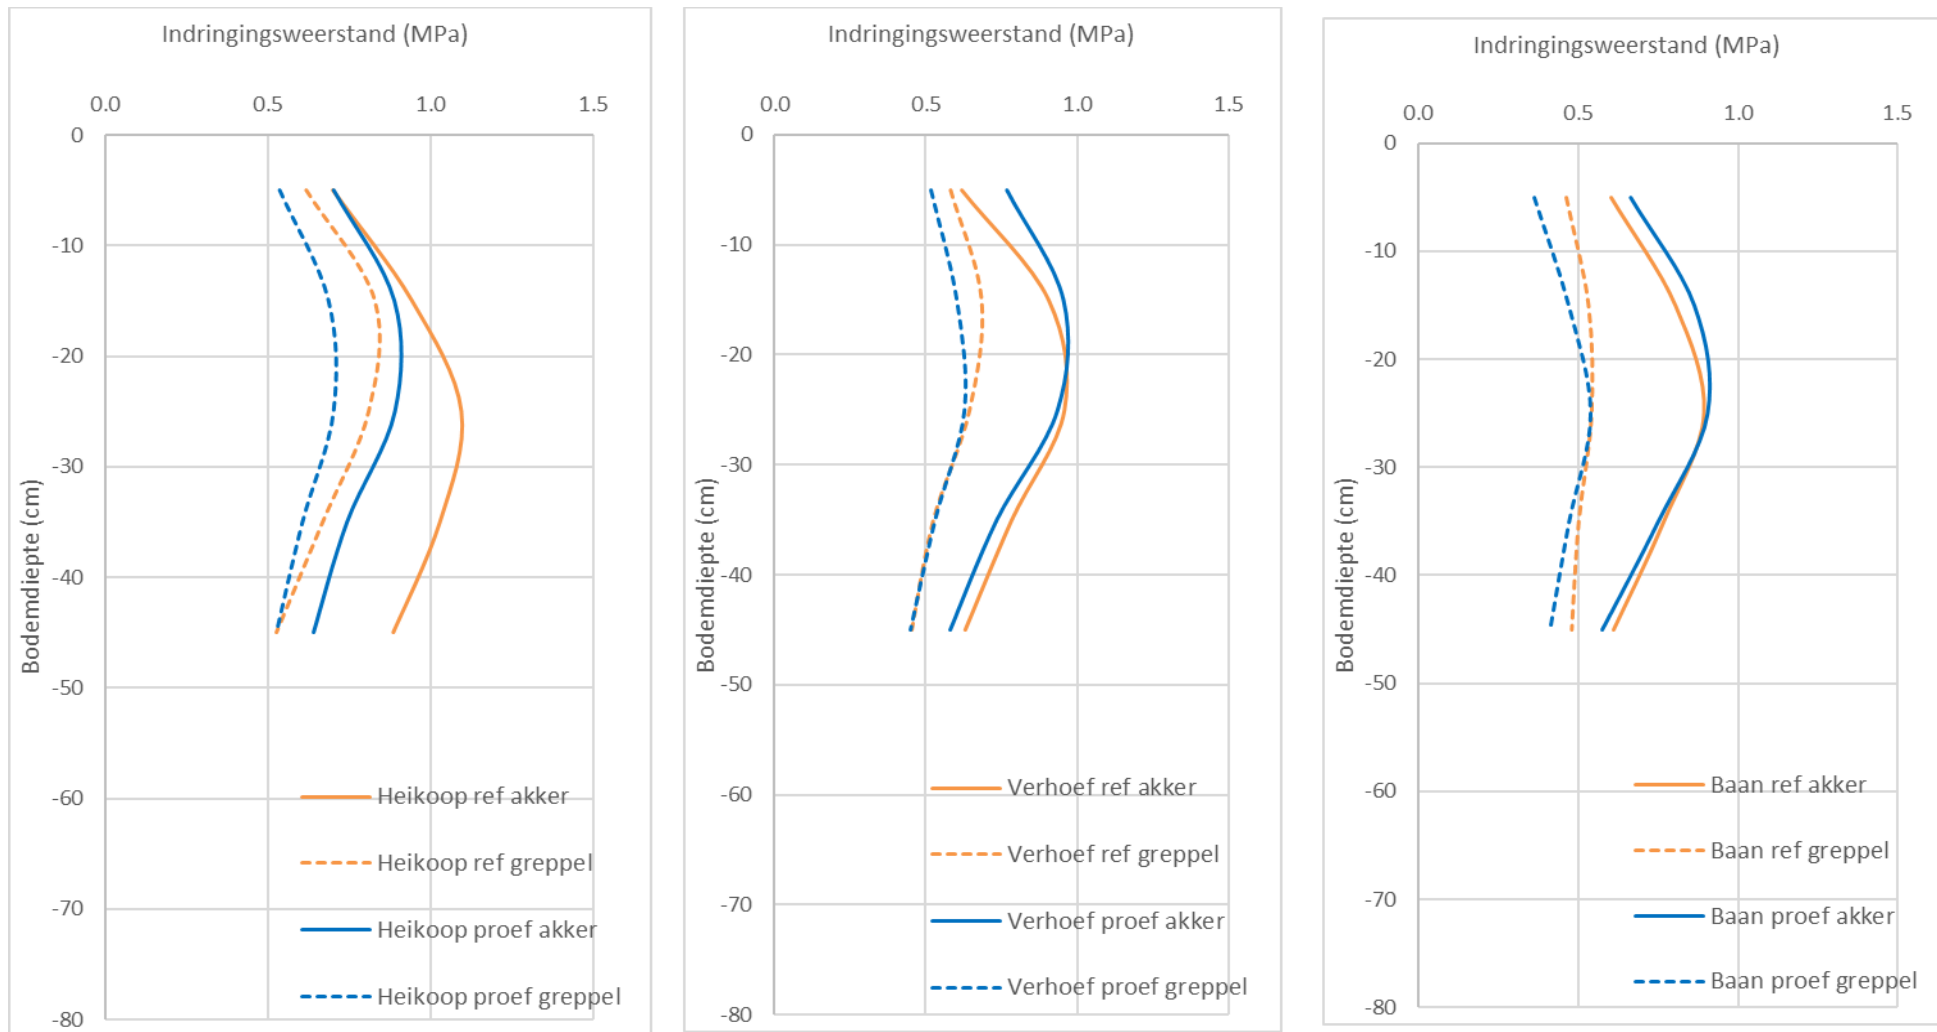 Indringingsweerstand (MPa)
0.0 0.5 1.0 1.5
0
-10
-20
-30
-40
-50
-60
-70
-80
Bodemdiepte (cm)
Heikoop ref akker
Heikoop ref greppel
Heikoop proef akker
Heikoop proef greppel
Indringingsweerstand (MPa)
0.0 0.5 1.0 1.5
0
-10
-20
-30
-40
-50
-60
-70
-80
Bodemdiepte (cm)
Verhoef ref akker
Verhoef ref greppel
Verhoef proef akker
Verhoef proef greppel
Indringingsweerstand (MPa)
0.0 0.5 1.0 1.5
0
-10
-20
-30
-40
-50
-60
-70
-80
Bodemdiepte (cm)
Baan ref akker
Baan ref greppel
Baan proef akker
Baan proef greppel